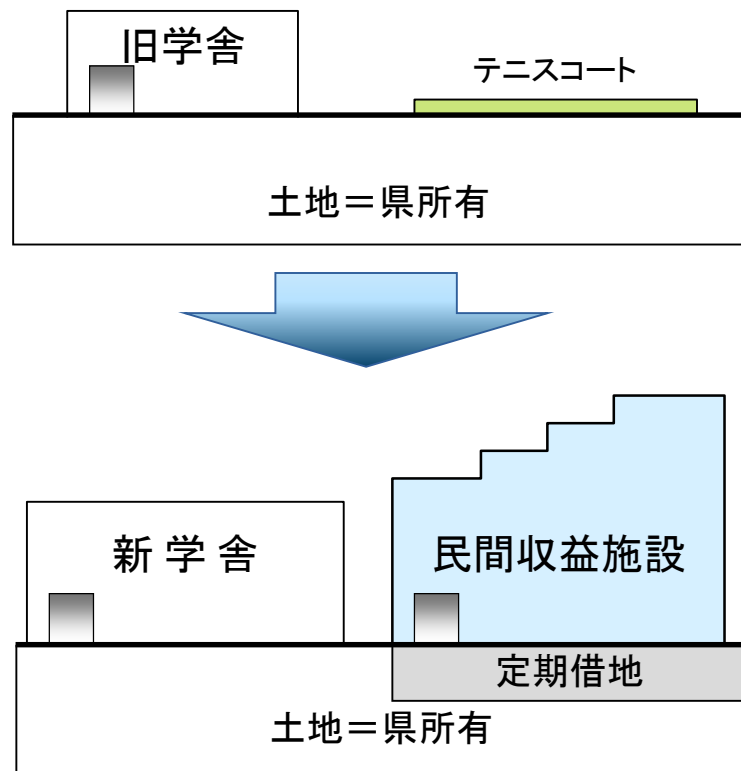 旧学舎
テニスコート
土地＝県所有
新 学 舎
民間収益施設
定期借地
土地＝県所有